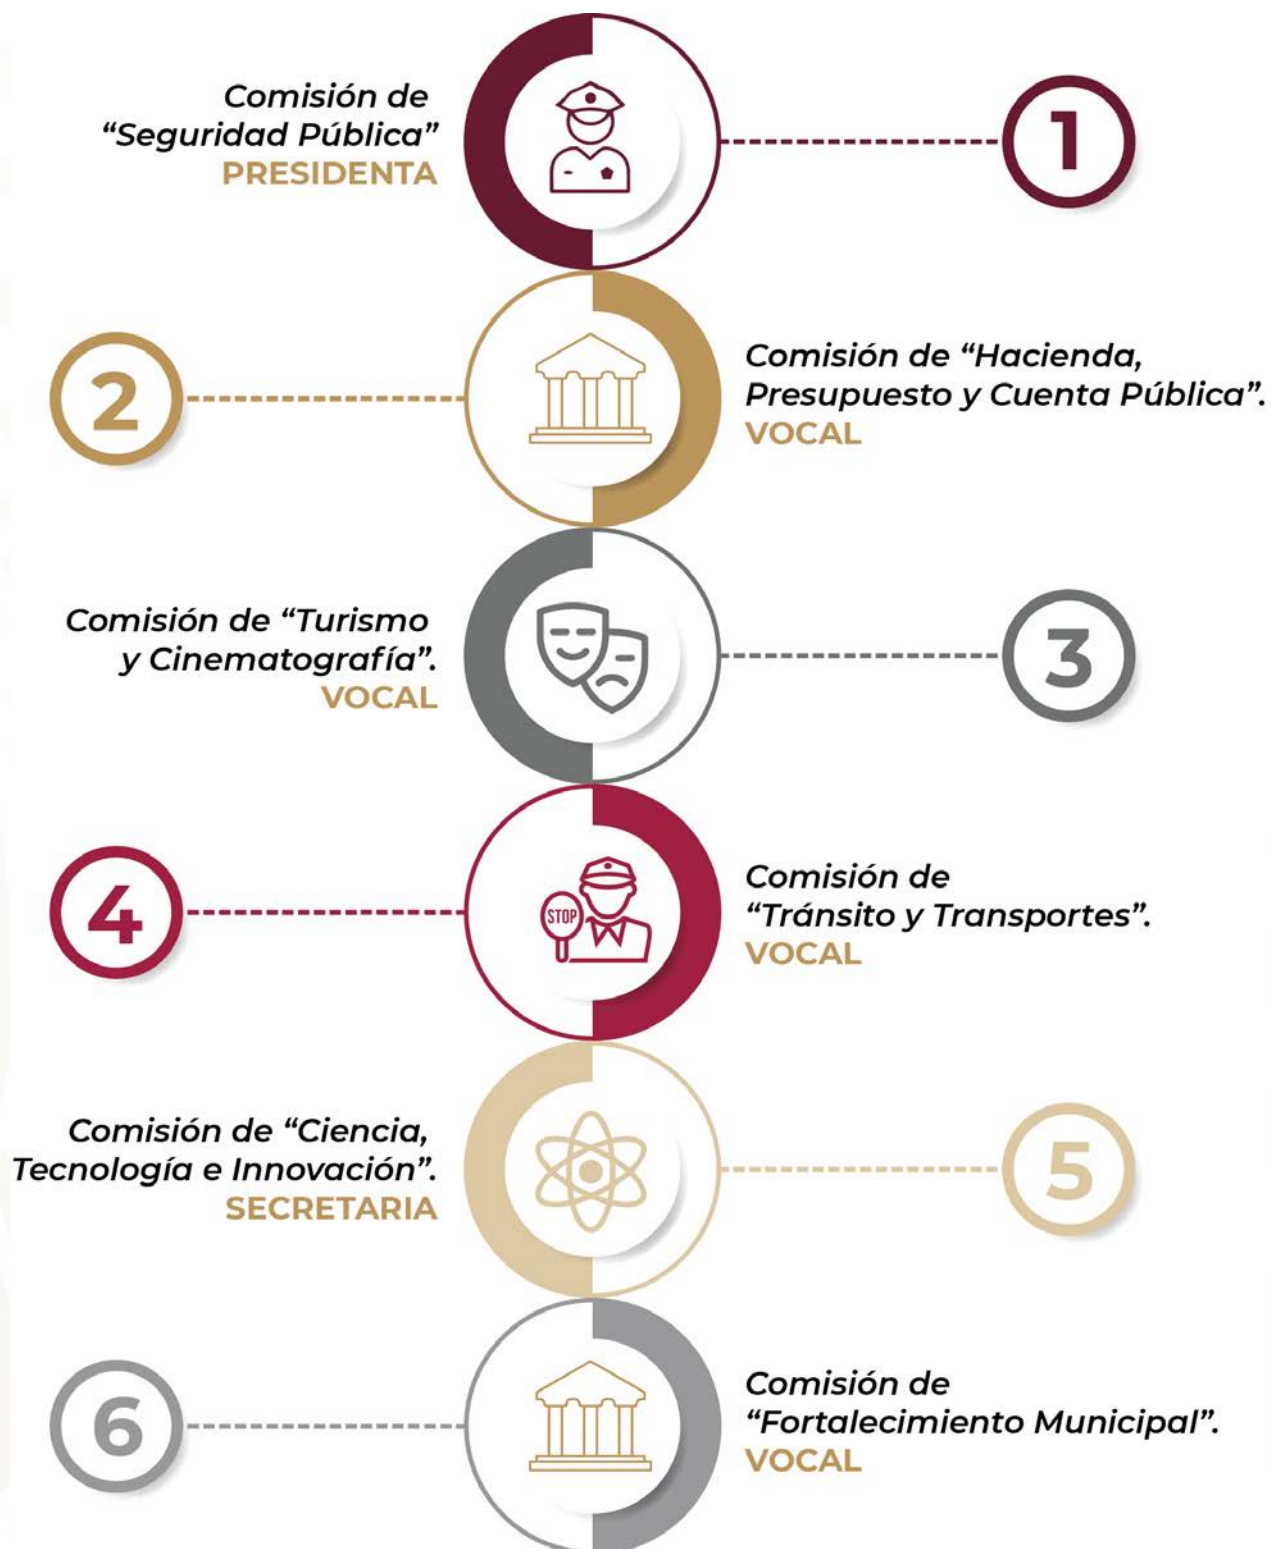 Comisión de
“Seguridad Pública”
PRESIDENTA
1
2
Comisión de “Hacienda,
Presupuesto y Cuenta Pública”.
VOCAL
Comisión de “Turismo
y Cinematografía”.
VOCAL
3
4
STOP
Comisión de
“Tránsito y Transportes”.
VOCAL
Comisión de “Ciencia,
Tecnología e Innovación”.
SECRETARIA
5
6
Comisión de
“Fortalecimiento Municipal”.
VOCAL